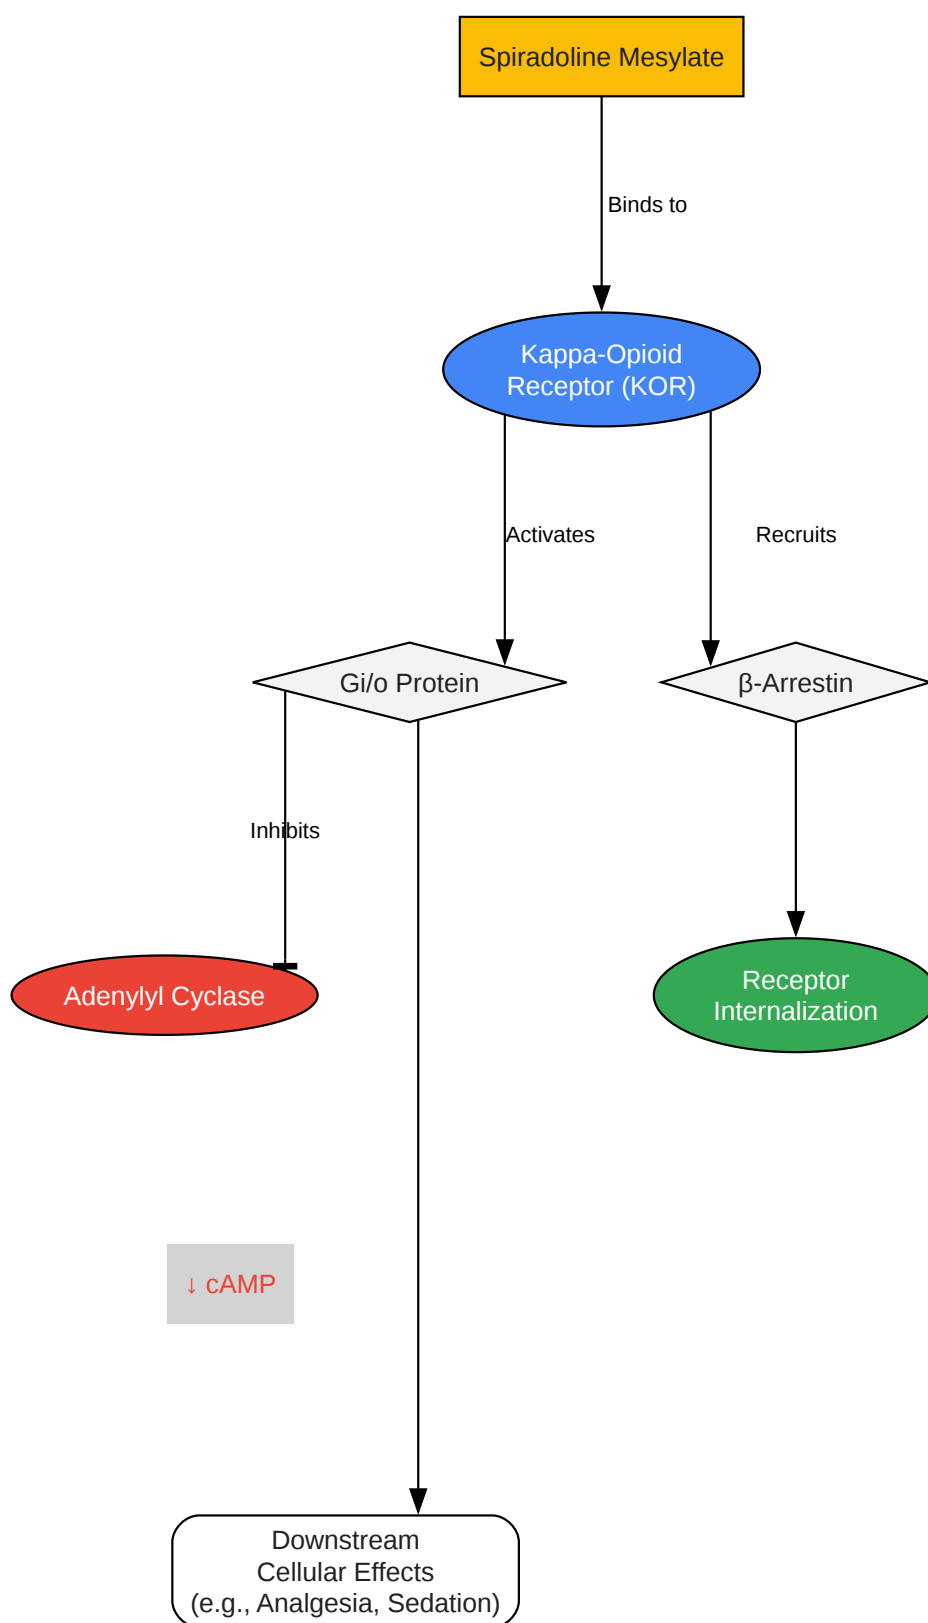 Spiradoline Mesylate
Binds to
Kappa-Opioid
Receptor (KOR)
Activates
Recruits
Gi/o Protein
β-Arrestin
Inhibits
Adenylyl Cyclase
Receptor
Internalization
↓ cAMP
Downstream
Cellular Effects
(e.g., Analgesia, Sedation)